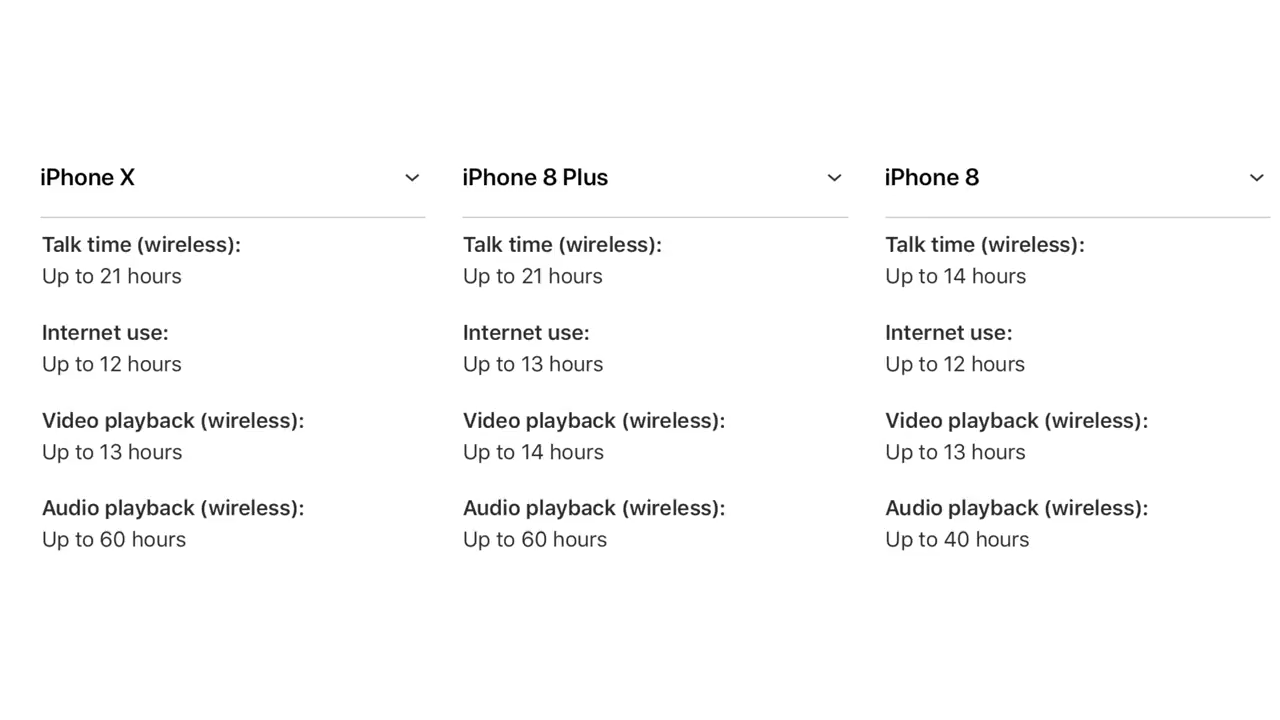 iPhone X
Talk time (wireless):
Up to 21 hours
Internet use:
Up to 12 hours
Video playback (wireless):
Up to 13 hours
Audio playback (wireless):
Up to 60 hours
iPhone 8 Plus
Talk time (wireless):
Up to 21 hours
Internet use:
Up to 13 hours
Video playback (wireless):
Up to 14 hours
Audio playback (wireless):
Up to 60 hours
iPhone 8
Talk time (wireless):
Up to 14 hours
Internet use:
Up to 12 hours
Video playback (wireless):
Up to 13 hours
Audio playback (wireless):
Up to 40 hours